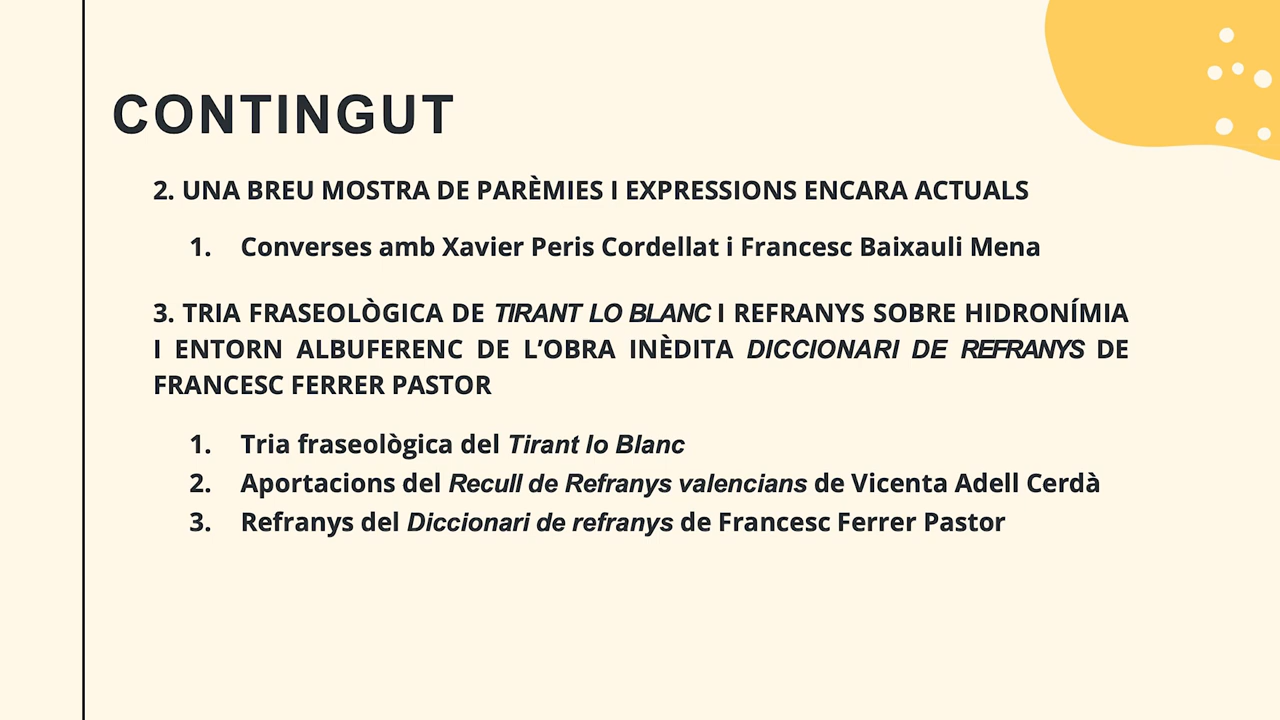 CONTINGUT
2. UNA BREU MOSTRA DE PARÈMIES I EXPRESSIONS ENCARA ACTUALS
1. Converses amb Xavier Peris Cordellat i Francesc Baixauli Mena
3. TRIA FRASEOLÒGICA DE TIRANT LO BLANC I REFRANYS SOBRE HIDRONÍMIA
I ENTORN ALBUFERENC DE L’OBRA INÈDITA DICCIONARI DE REFRANYS DE
FRANCESC FERRER PASTOR
1. Tria fraseològica del Tirant lo Blanc
2. Aportacions del Recull de Refranys valencians de Vicenta Adell Cerdà
3. Refranys del Diccionari de refranys de Francesc Ferrer Pastor